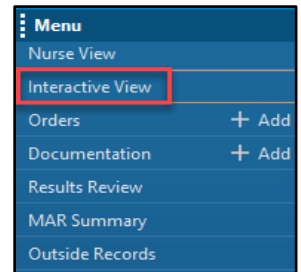 Menu
Nurse View
Interactive View
Orders + Add
Documentation + Add
Results Review
MAR Summary
Outside Records